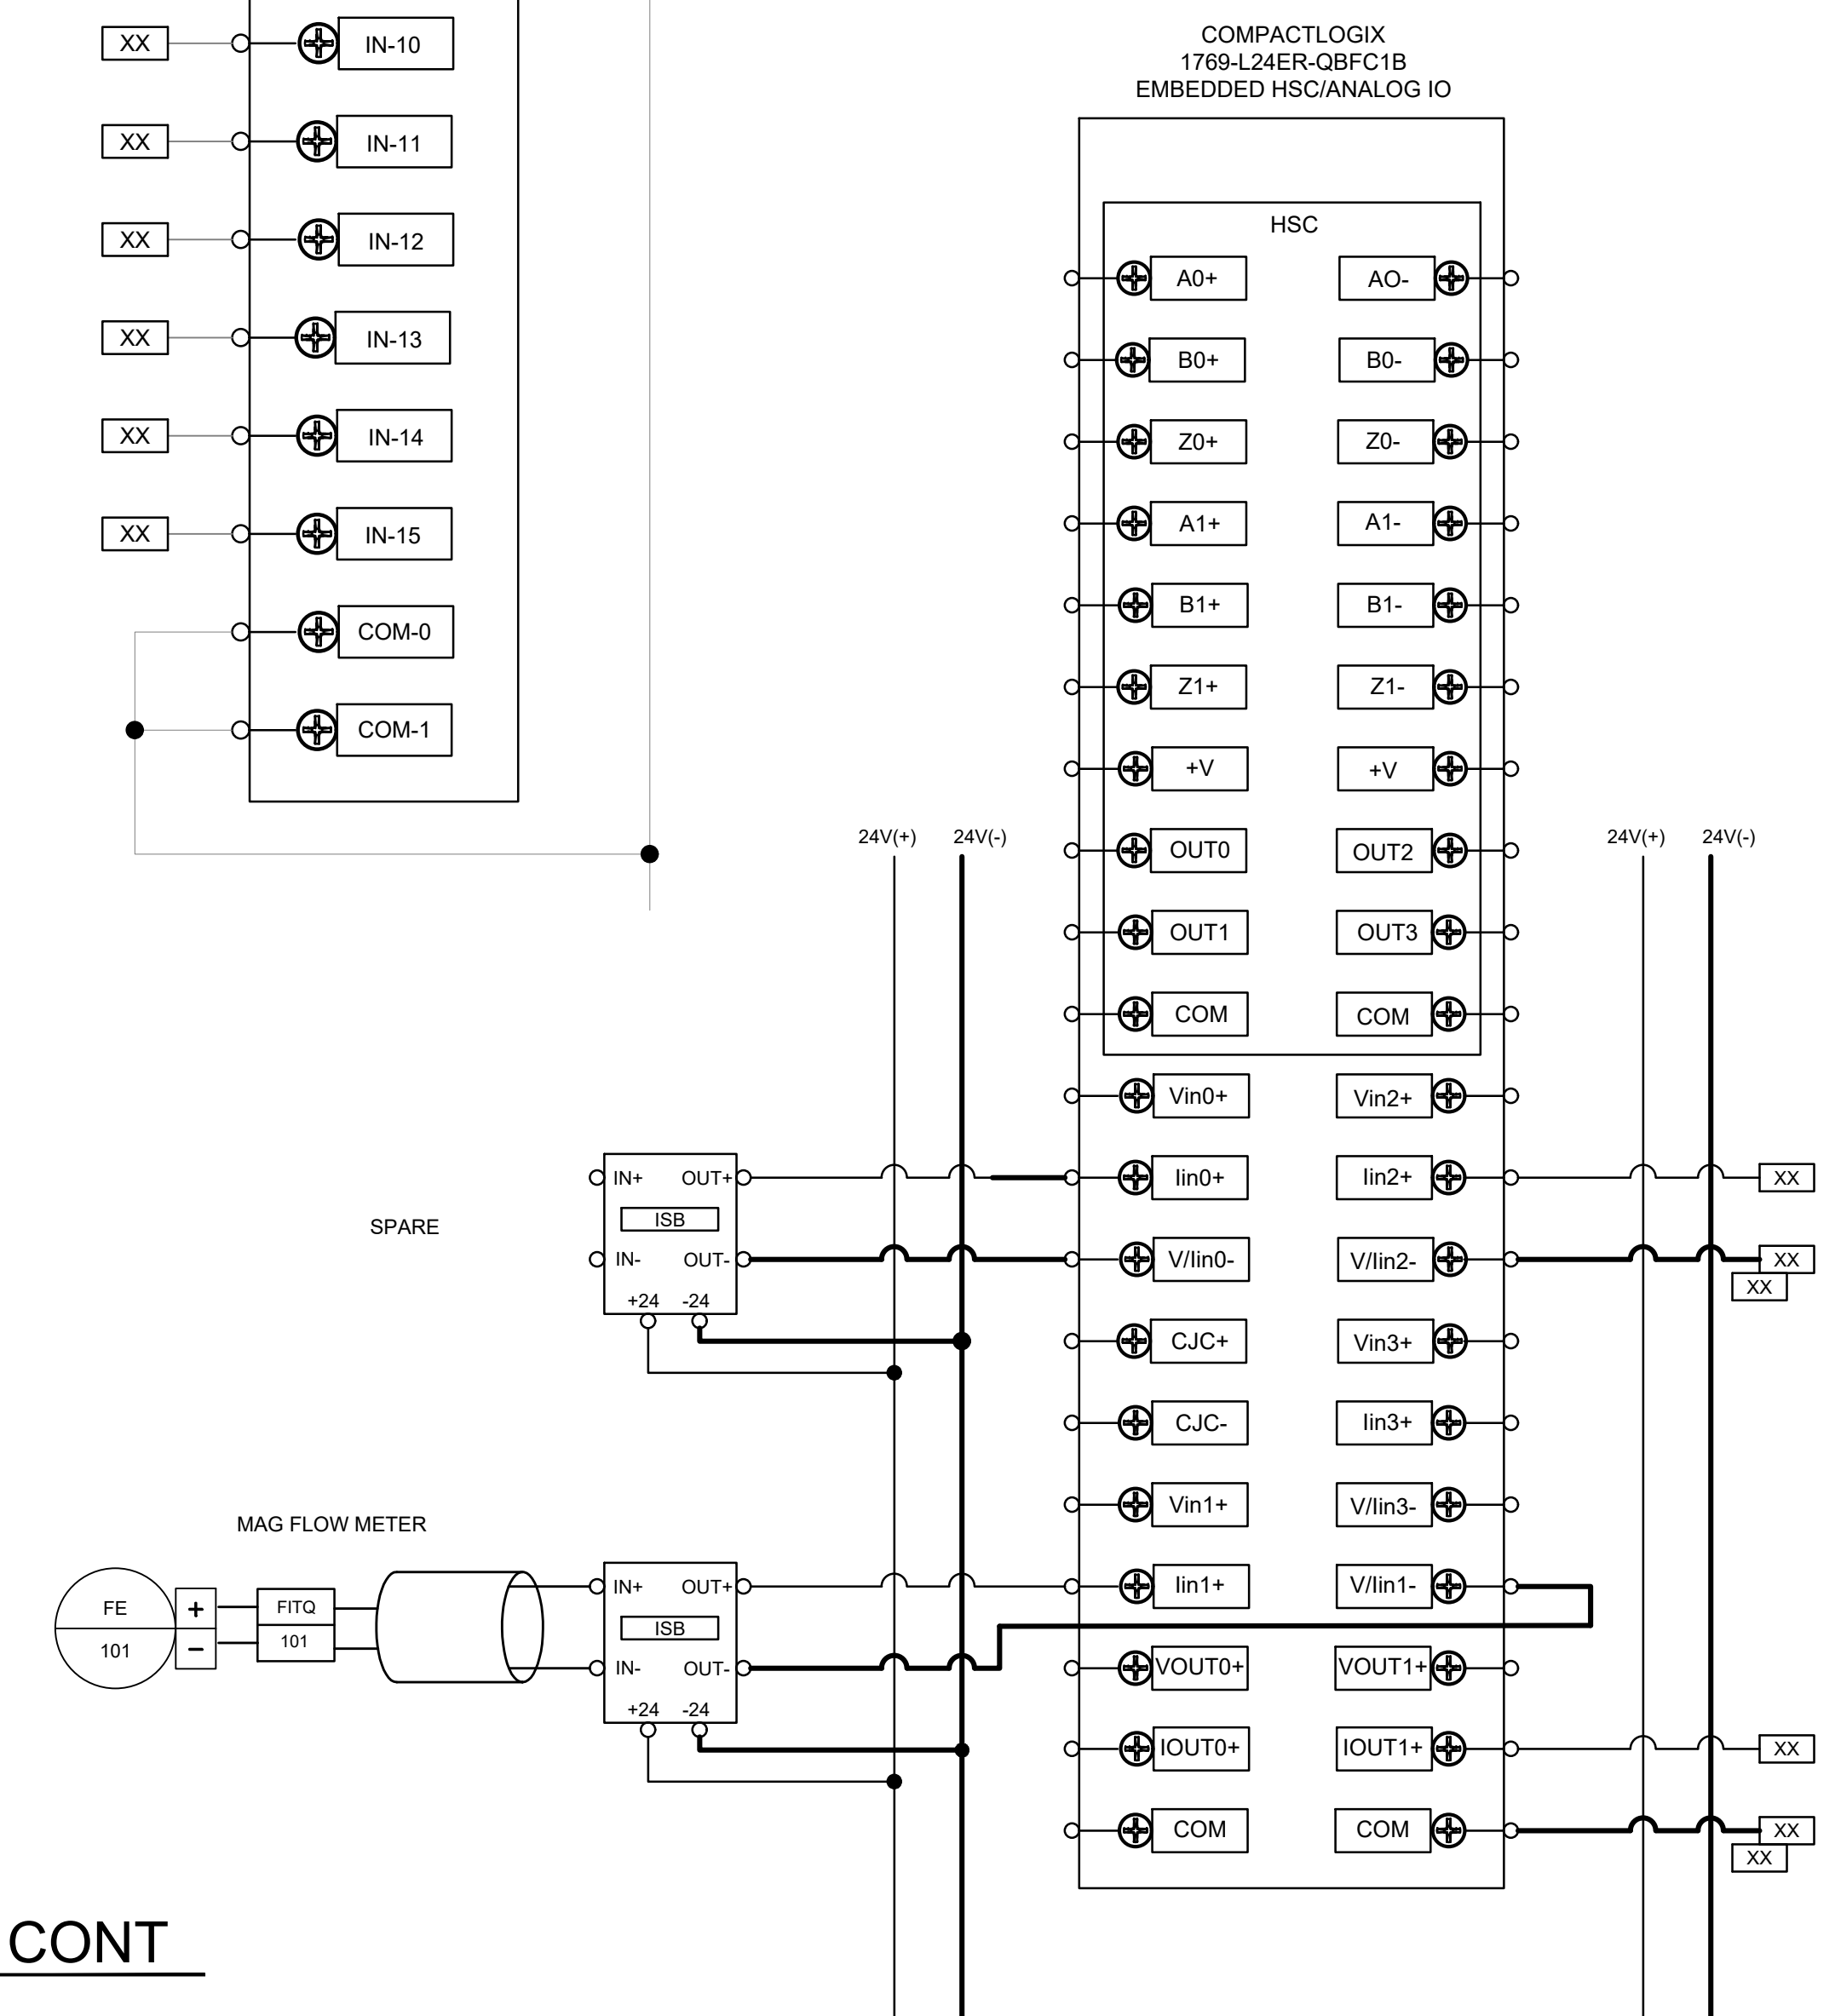 XX IN-10
XX IN-11
XX IN-12
XX IN-13
XX IN-14
XX IN-15
COM-0
COM-1
COMPACTLOGIX
1769-L24ER-QBFC1B
EMBEDDED HSC/ANALOG IO
HSC
A0+ AO-
B0+ B0-
Z0+ Z0-
A1+ A1-
B1+ B1-
Z1+ Z1-
+V +V
OUT0 OUT2
OUT1 OUT3
COM COM
Vin0+ Vin2+
Iin0+ Iin2+
V/Iin0- V/Iin2-
CJC+ Vin3+
CJC- Iin3+
Vin1+ V/Iin3-
Iin1+ V/Iin1-
VOUT0+ VOUT1+
IOUT0+ IOUT1+
COM COM
24V(+) 24V(-)
24V(+) 24V(-)
XX
XX
XX
XX
XX
XX
SPARE
IN+ OUT+
ISB
IN- OUT-
+24 -24
MAG FLOW METER
FE
101
+
−
FITQ
101
IN+ OUT+
ISB
IN- OUT-
+24 -24
CONT